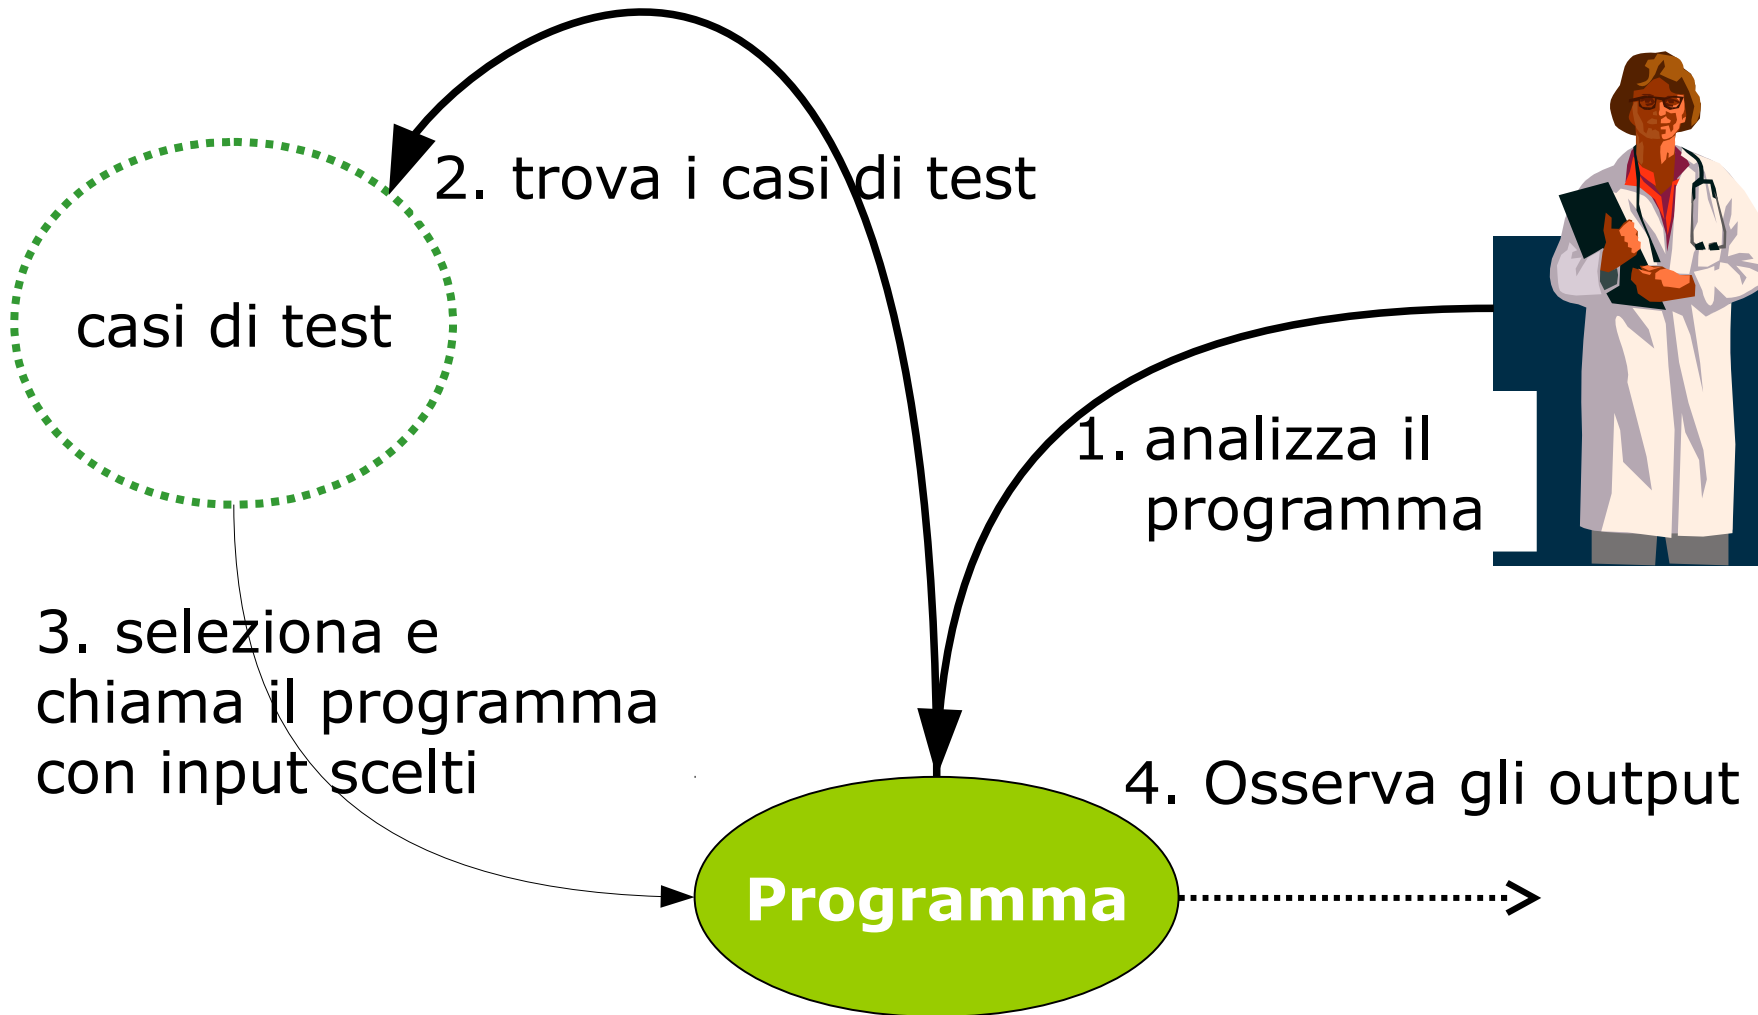 2. trova i casi di test
casi di test
1. analizza il
programma
3. seleziona e
chiama il programma
con input scelti
4. Osserva gli output
Programma